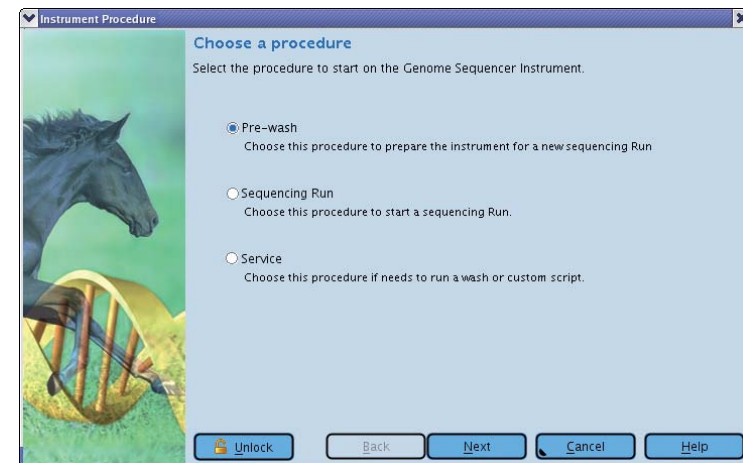 Instrument Procedure
Choose a procedure
Select the procedure to start on the Genome Sequencer Instrument.
Pre-wash
Choose this procedure to prepare the instrument for a new sequencing Run
Sequencing Run
Choose this procedure to start a sequencing Run.
Service
Choose this procedure if needs to run a wash or custom script.
Unlock Back Next Cancel Help